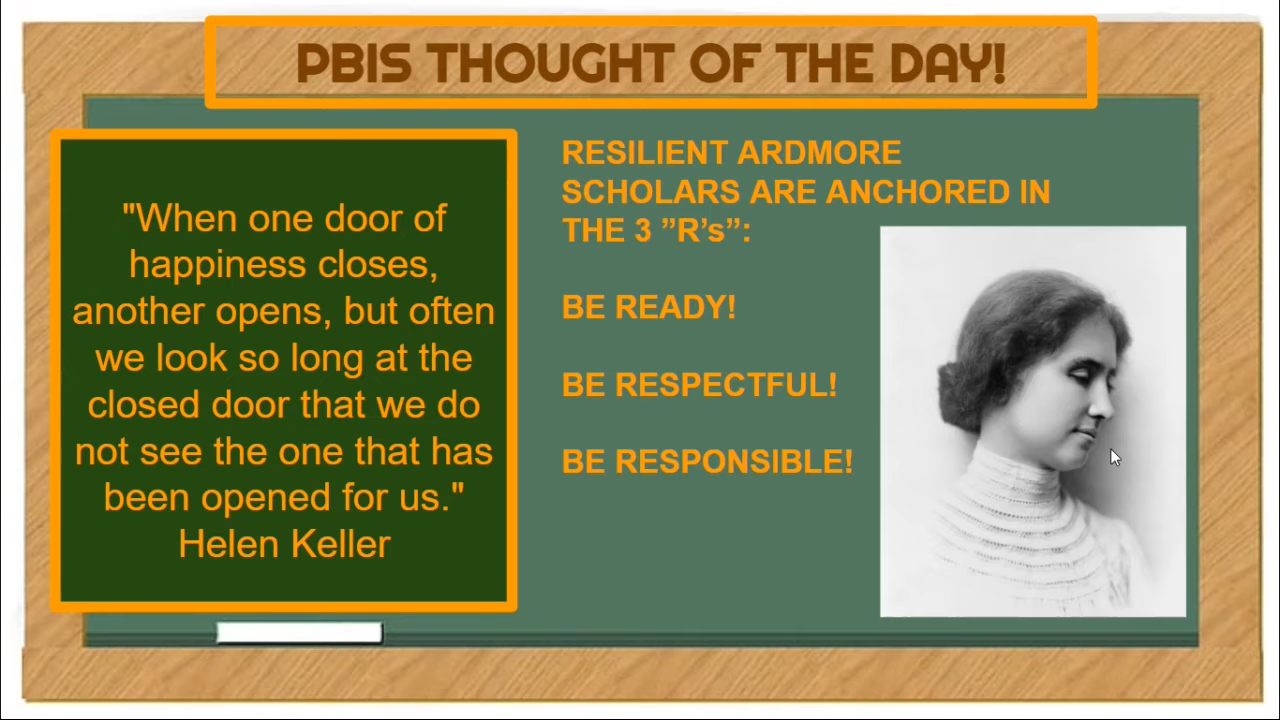 PBIS THOUGHT OF THE DAY!
"When one door of
happiness closes,
another opens, but often
we look so long at the
closed door that we do
not see the one that has
been opened for us."
Helen Keller
RESILIENT ARDMORE
SCHOLARS ARE ANCHORED IN
THE 3 ”R’s”:
BE READY!
BE RESPECTFUL!
BE RESPONSIBLE!